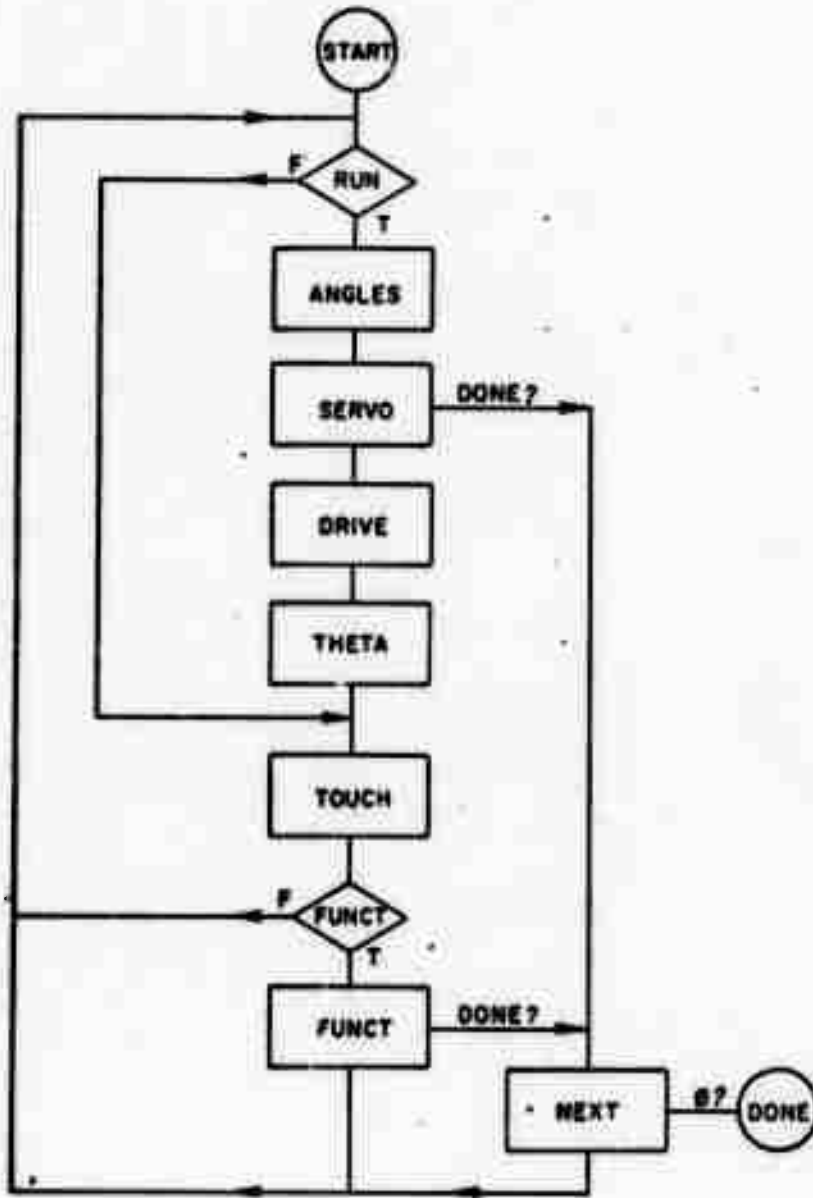 START
F
RUN
T
ANGLES
SERVO
DONE?
DRIVE
THETA
TOUCH
F
FUNCT
T
FUNCT
DONE?
NEXT
DONE